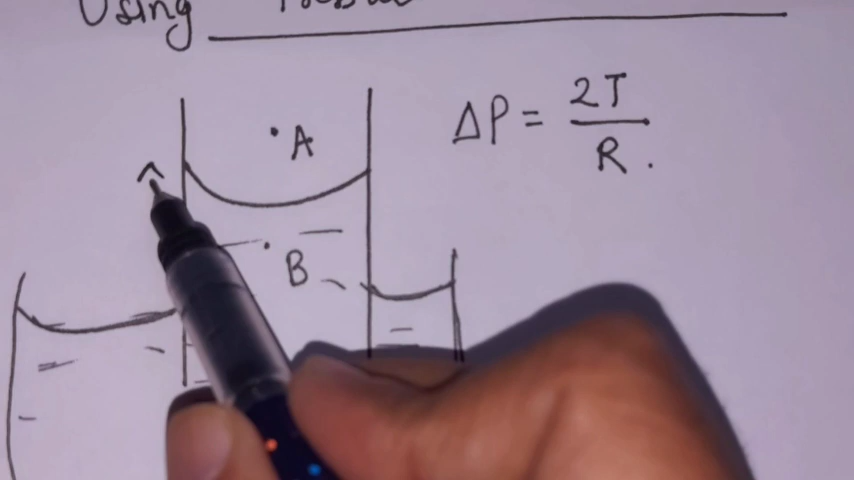 Using
ΔP = 2T / R.
A
B